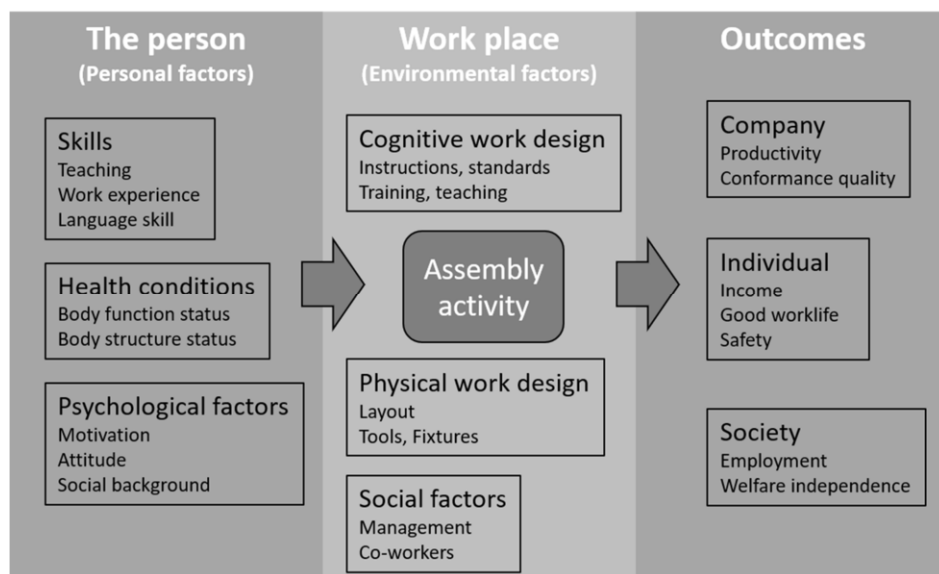 The person
(Personal factors)
Skills
Teaching
Work experience
Language skill
Health conditions
Body function status
Body structure status
Psychological factors
Motivation
Attitude
Social background
Work place
(Environmental factors)
Cognitive work design
Instructions, standards
Training, teaching
Assembly
activity
Physical work design
Layout
Tools, Fixtures
Social factors
Management
Co-workers
Outcomes
Company
Productivity
Conformance quality
Individual
Income
Good worklife
Safety
Society
Employment
Welfare independence